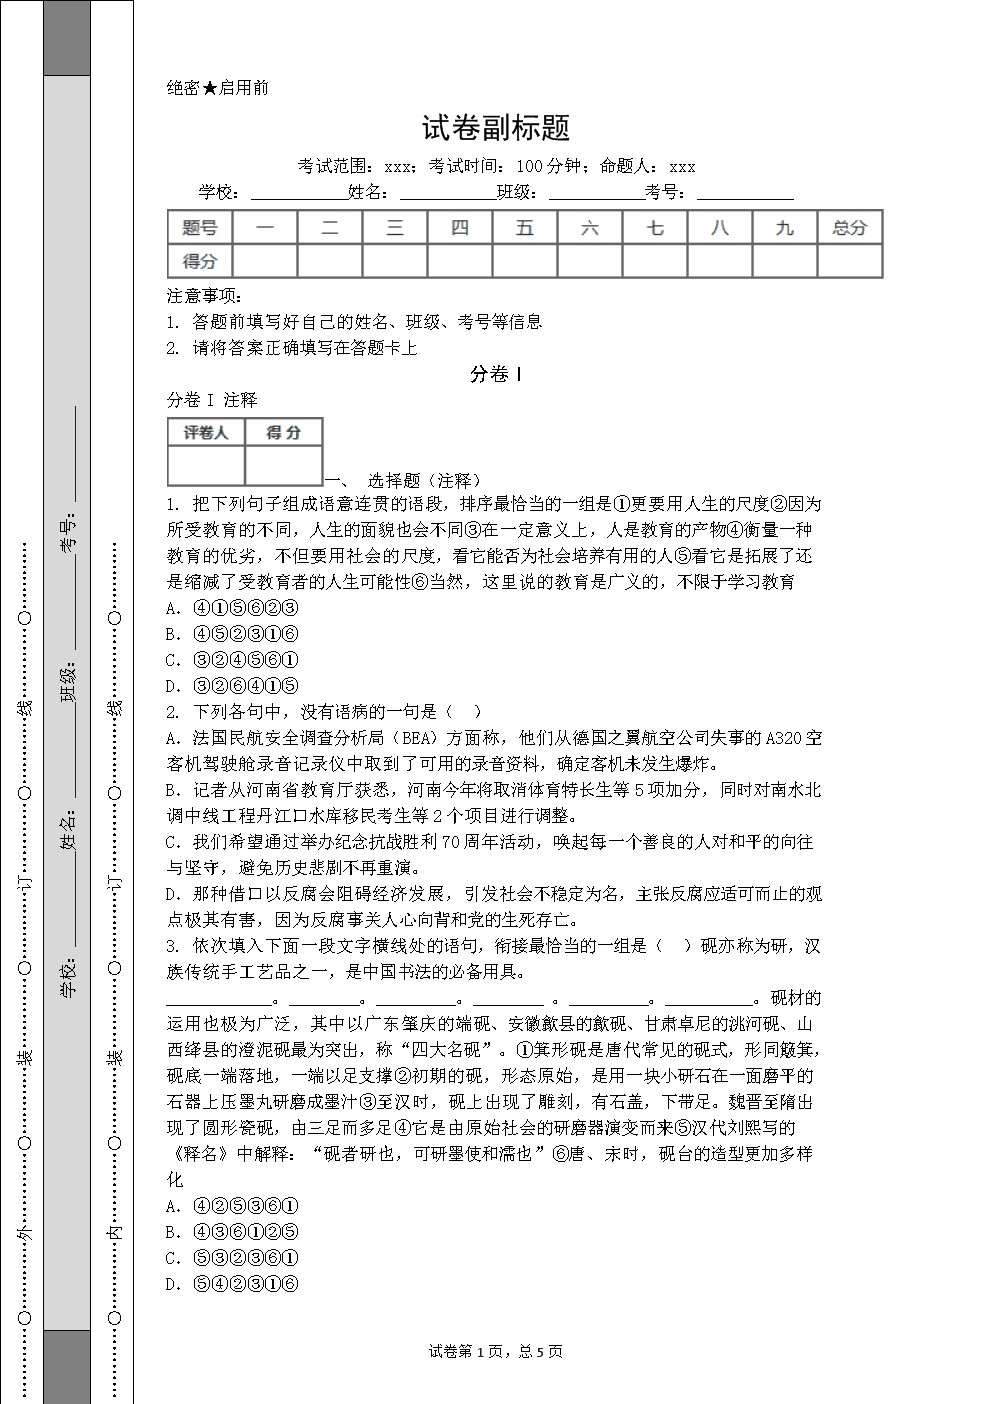 绝密★启用前
试卷副标题
考试范围：xxx；考试时间：100分钟；命题人：xxx
学校：___________姓名：___________班级：___________考号：___________
题号 一 二 三 四 五 六 七 八 九 总分
得分
注意事项：
1. 答题前填写好自己的姓名、班级、考号等信息
2. 请将答案正确填写在答题卡上
分卷I
分卷I 注释
评卷人 得 分
一、 选择题（注释）
1. 把下列句子组成语意连贯的语段，排序最恰当的一组是①更要用人生的尺度②因为
所受教育的不同，人生的面貌也会不同③在一定意义上，人是教育的产物④衡量一种
教育的优劣，不但要用社会的尺度，看它能否为社会培养有用的人⑤看它是拓展了还
是缩减了受教育者的人生可能性⑥当然，这里说的教育是广义的，不限于学习教育
A．④①⑤⑥②③
B．④⑤②③①⑥
C．③②④⑤⑥①
D．③②⑥④①⑤
2. 下列各句中，没有语病的一句是（ ）
A．法国民航安全调查分析局（BEA）方面称，他们从德国之翼航空公司失事的A320空
客机驾驶舱录音记录仪中取到了可用的录音资料，确定客机未发生爆炸。
B．记者从河南省教育厅获悉，河南今年将取消体育特长生等5项加分，同时对南水北
调中线工程丹江口水库移民考生等2个项目进行调整。
C．我们希望通过举办纪念抗战胜利70周年活动，唤起每一个善良的人对和平的向往
与坚守，避免历史悲剧不再重演。
D．那种借口以反腐会阻碍经济发展，引发社会不稳定为名，主张反腐应适可而止的观
点极其有害，因为反腐事关人心向背和党的生死存亡。
3. 依次填入下面一段文字横线处的语句，衔接最恰当的一组是（ ）砚亦称为研，汉
族传统手工艺品之一，是中国书法的必备用具。
____________。________。_________。________ 。_________。__________。砚材的
运用也极为广泛，其中以广东肇庆的端砚、安徽歙县的歙砚、甘肃卓尼的洮河砚、山
西绛县的澄泥砚最为突出，称“四大名砚”。①箕形砚是唐代常见的砚式，形同簸箕，
砚底一端落地，一端以足支撑②初期的砚，形态原始，是用一块小研石在一面磨平的
石器上压墨丸研磨成墨汁③至汉时，砚上出现了雕刻，有石盖，下带足。魏晋至隋出
现了圆形瓷砚，由三足而多足④它是由原始社会的研磨器演变而来⑤汉代刘熙写的
《释名》中解释：“砚者研也，可研墨使和濡也”⑥唐、宋时，砚台的造型更加多样
化
A．④②⑤③⑥①
B．④③⑥①②⑤
C．⑤③②③⑥①
D．⑤④②③①⑥
试卷第1页，总5页
学校：___________姓名：___________班级：___________考号：___________
…………○…………外…………○…………装…………○…………订…………○…………线…………○…………
…………○…………内…………○…………装…………○…………订…………○…………线…………○…………